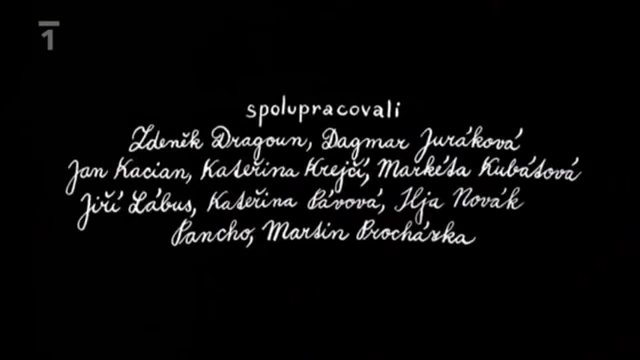 1
spolupracovali
Zdeněk Dragoun, Dagmar Juráková
Jan Kacian, Kateřina Krejčí, Markéta Kubátová
Jiří Lábus, Kateřina Pávová, Ilja Novák
Pancho, Martin Procházka